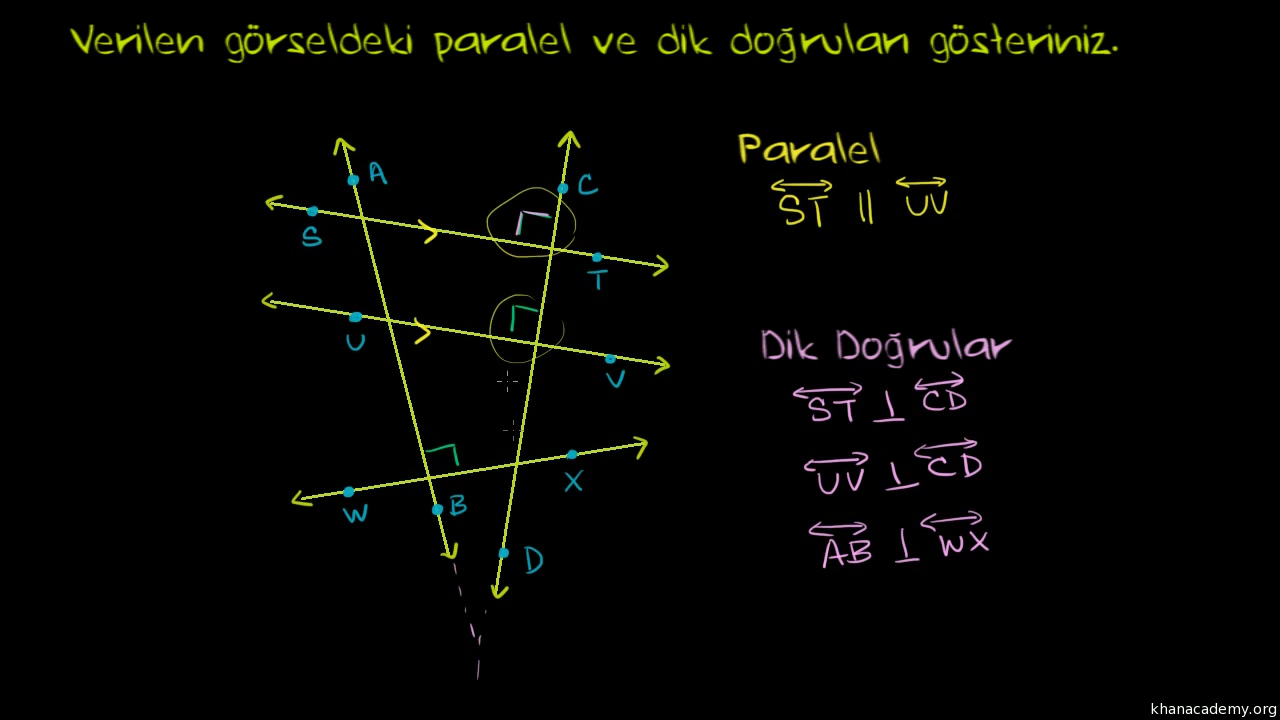 Verilen görseldeki paralel ve dik doğruları gösteriniz.
A
C
S
T
U
V
W
B
X
D
Paralel
ST || UV
Dik Doğrular
ST ⊥ CD
UV ⊥ CD
AB ⊥ WX
khanacademy.org